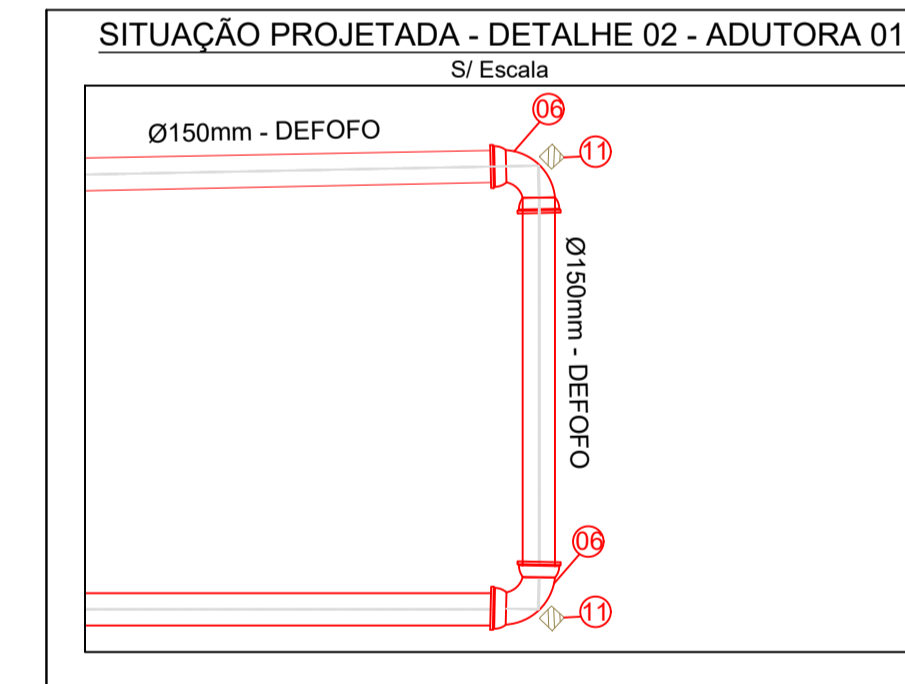 SITUAÇÃO PROJETADA - DETALHE 02 - ADUTORA 01
S/ Escala
Ø150mm - DEFOFO
06
11
Ø150mm - DEFOFO
06
11